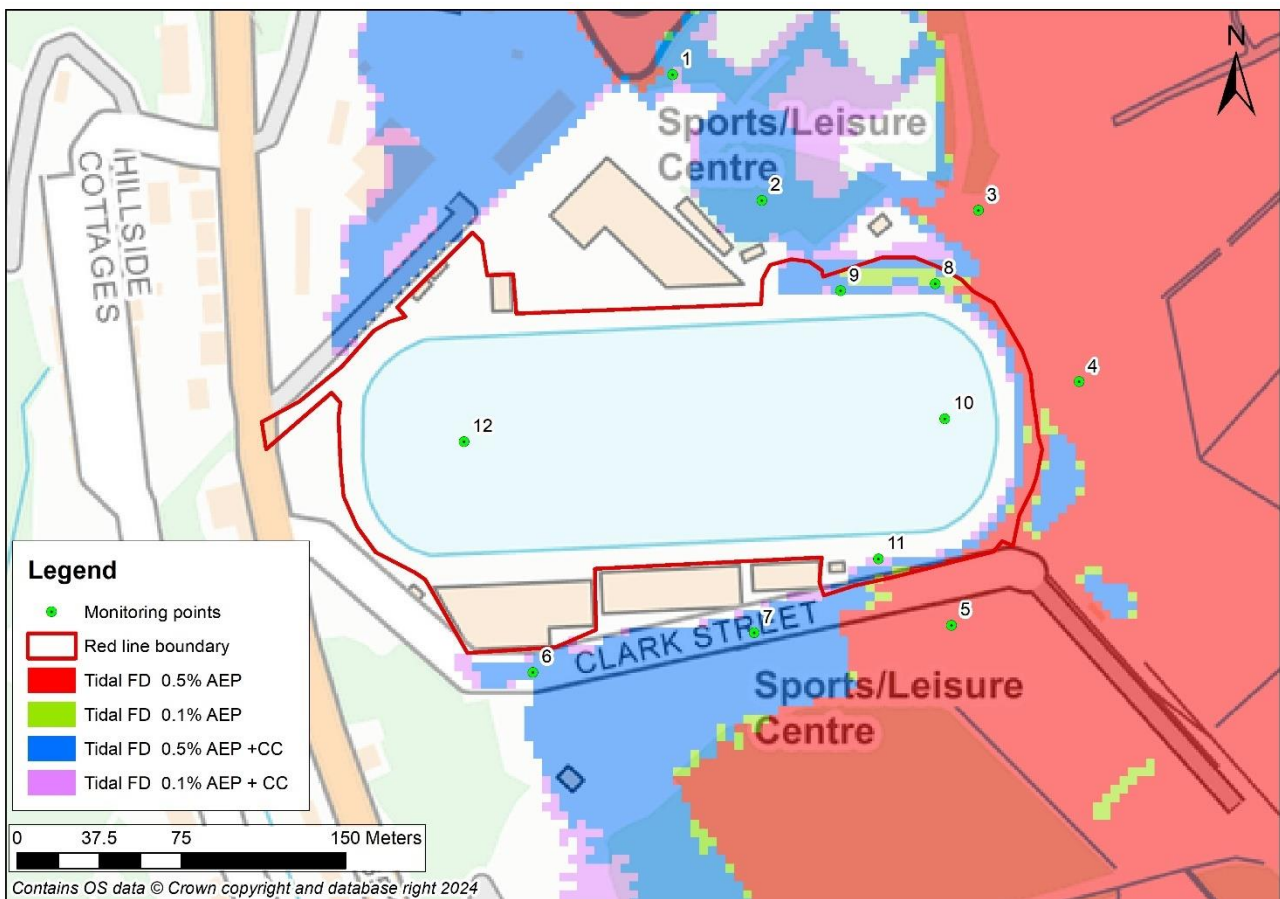 N
1
Sports/Leisure
Centre
2
3
HILLSIDE
COTTAGES
9
8
4
12
10
11
7
CLARK STREET
5
6
Sports/Leisure
Centre
Legend
Monitoring points
Red line boundary
Tidal FD 0.5% AEP
Tidal FD 0.1% AEP
Tidal FD 0.5% AEP +CC
Tidal FD 0.1% AEP + CC
0 37.5 75 150 Meters
Contains OS data © Crown copyright and database right 2024